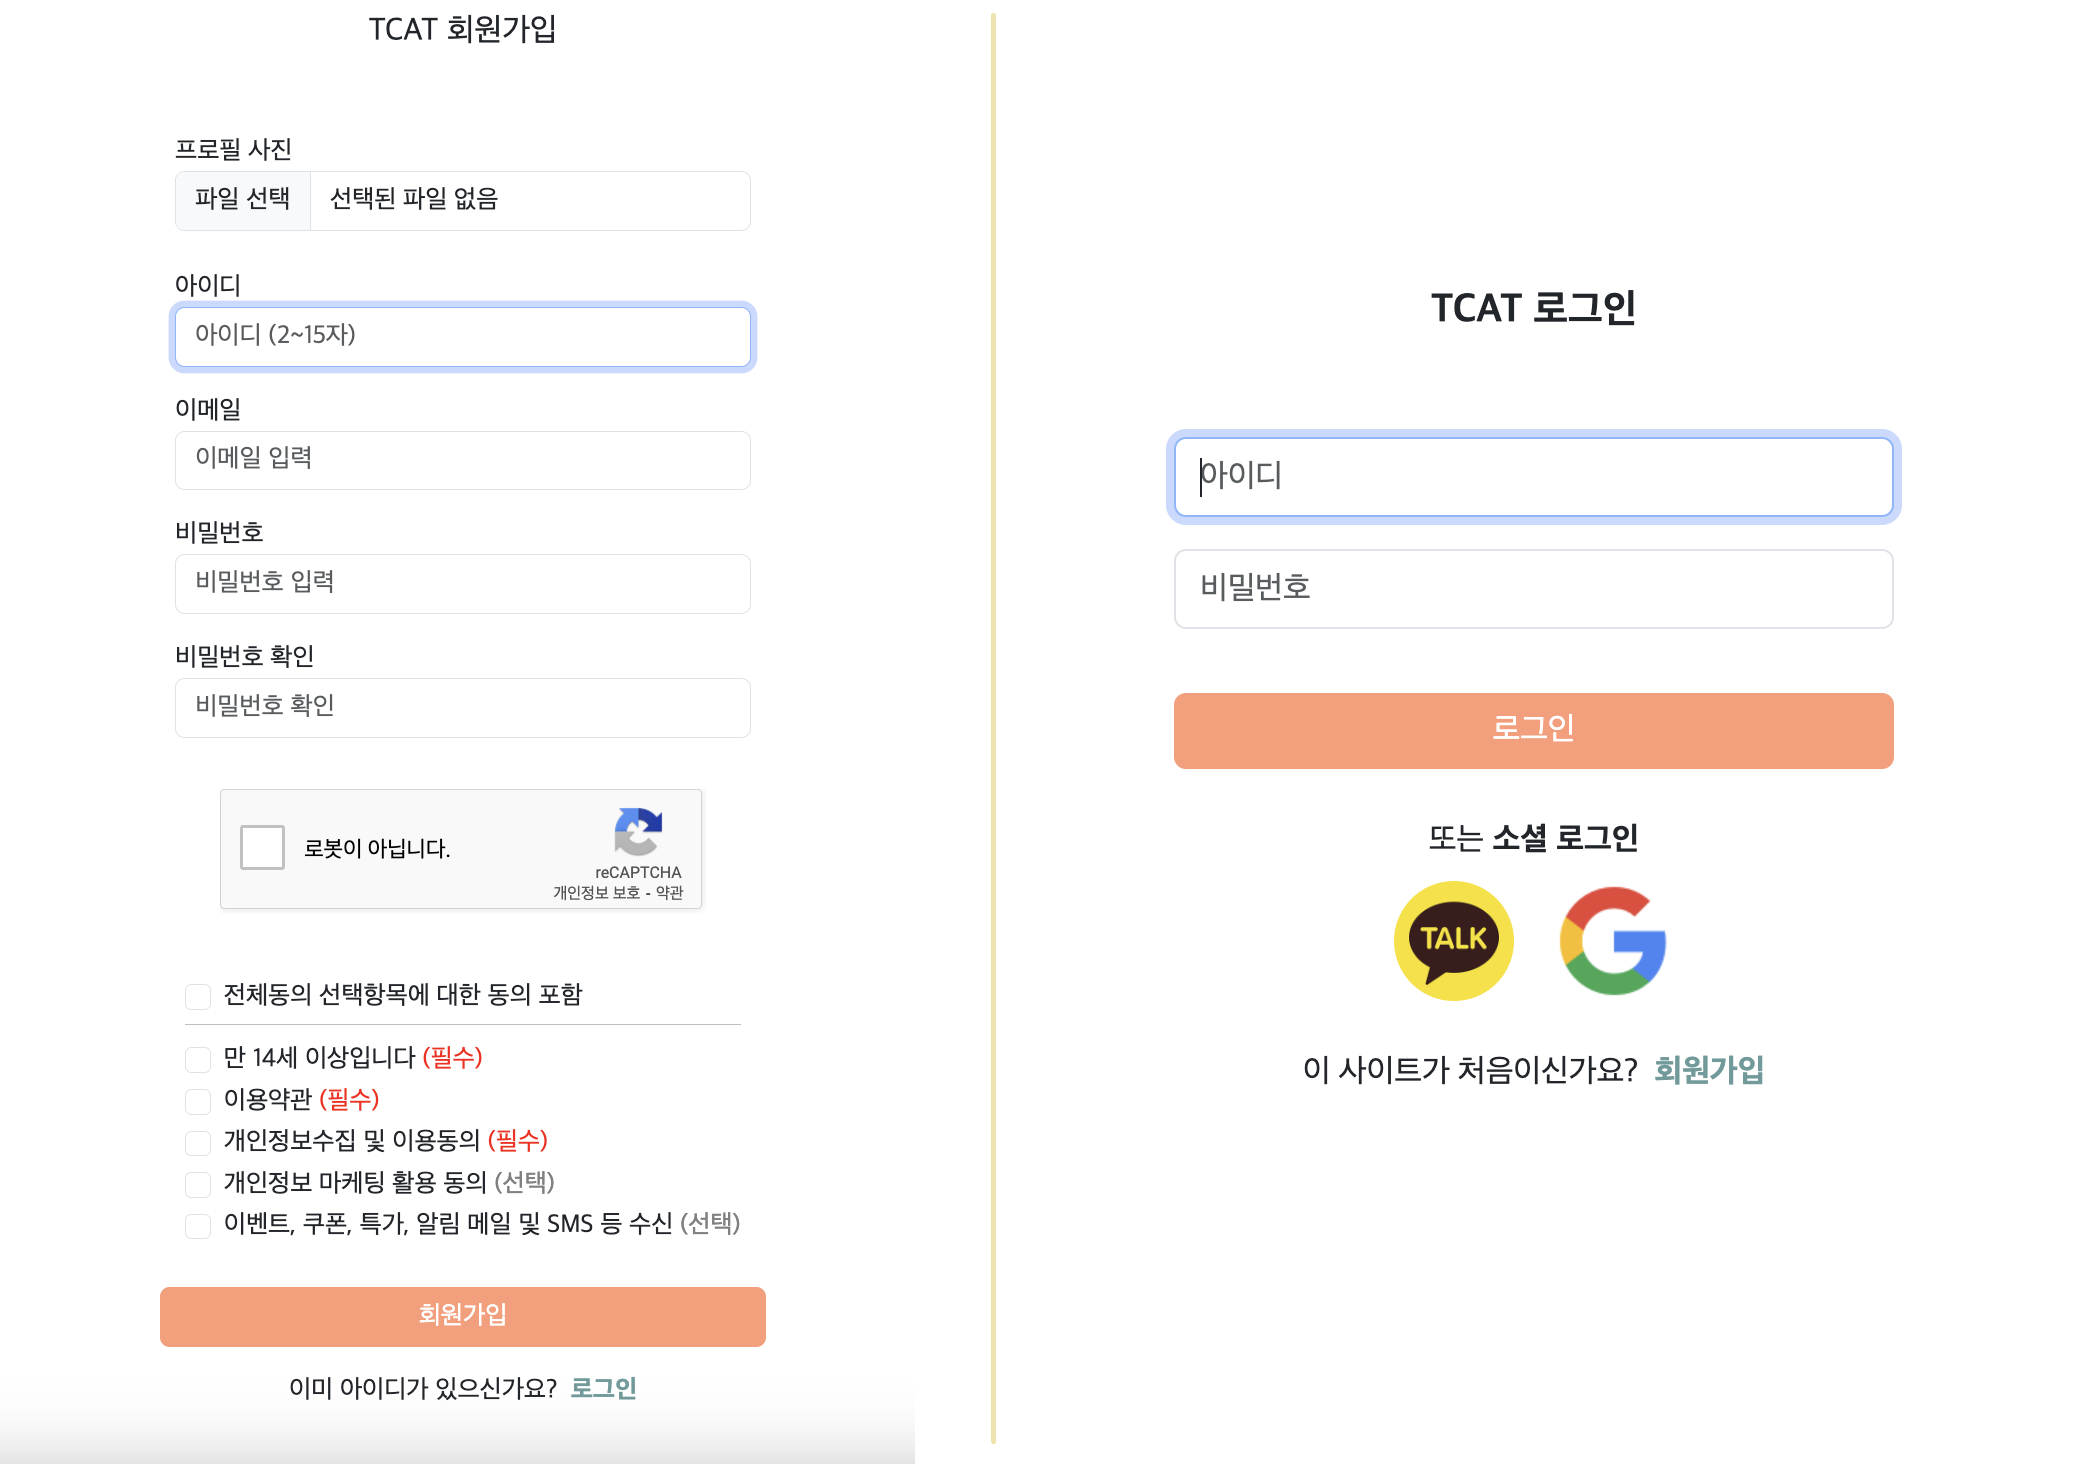 TCAT 회원가입
프로필 사진
파일 선택 선택된 파일 없음
아이디
아이디 (2~15자)
이메일
이메일 입력
비밀번호
비밀번호 입력
비밀번호 확인
비밀번호 확인
로봇이 아닙니다.
reCAPTCHA
개인정보 보호 - 약관
전체동의 선택항목에 대한 동의 포함
만 14세 이상입니다 (필수)
이용약관 (필수)
개인정보수집 및 이용동의 (필수)
개인정보 마케팅 활용 동의 (선택)
이벤트, 쿠폰, 특가, 알림 메일 및 SMS 등 수신 (선택)
회원가입
이미 아이디가 있으신가요? 로그인
TCAT 로그인
아이디
비밀번호
로그인
또는 소셜 로그인
TALK
이 사이트가 처음이신가요? 회원가입